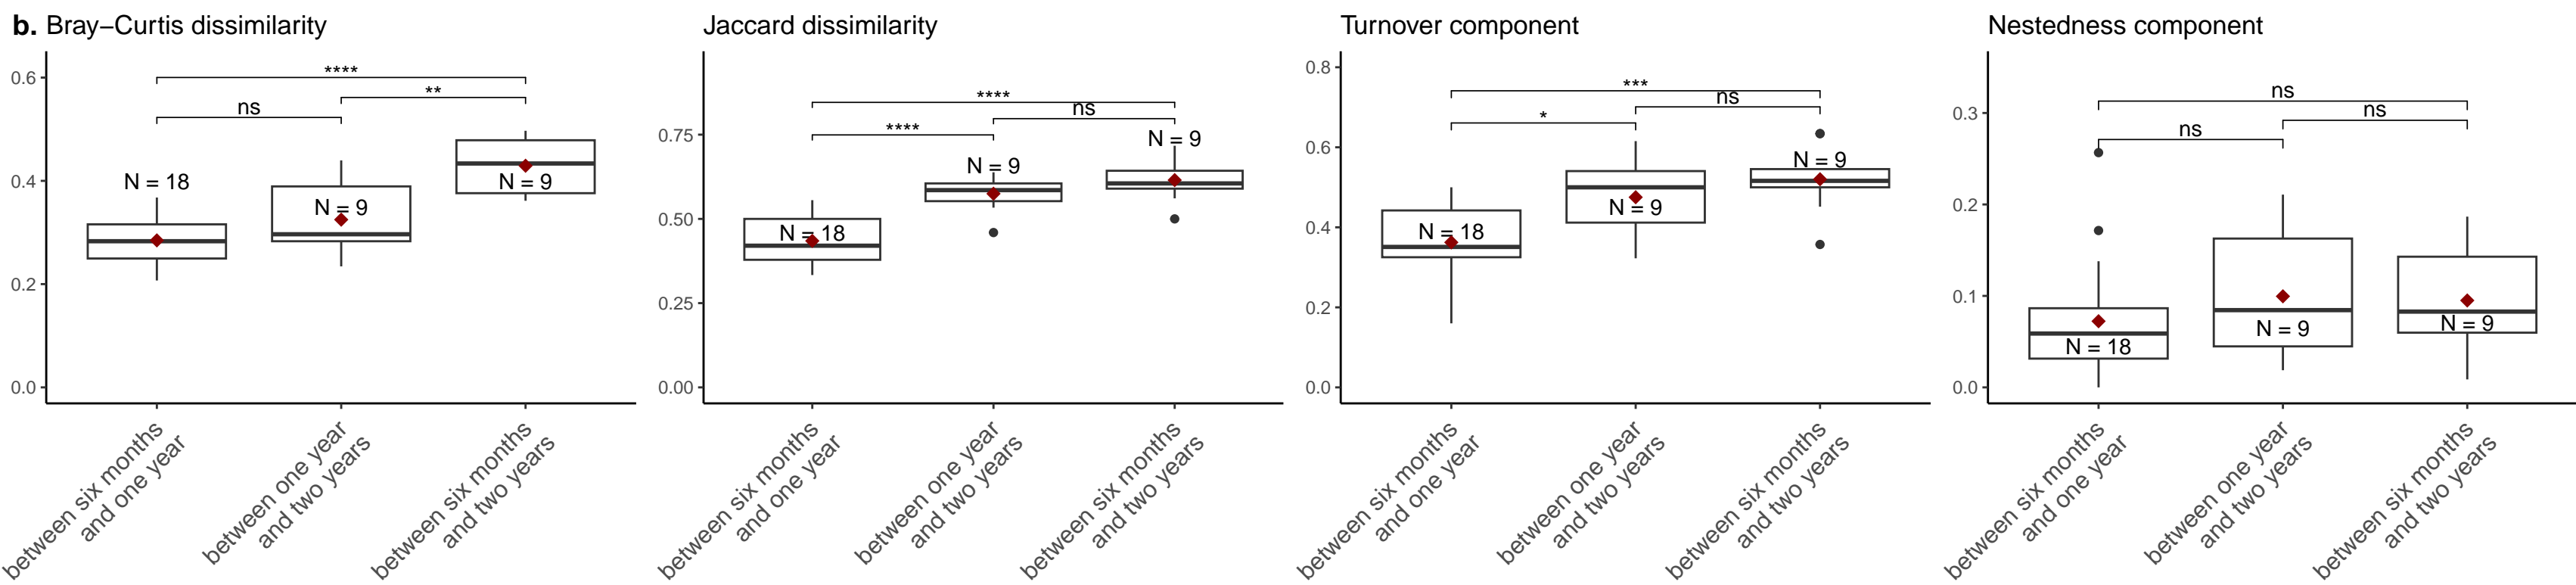 b. Bray−Curtis dissimilarity
0.6
0.4
0.2
0.0
****
**
ns
N = 18
N = 9
N = 9
between six months
and one year
between one year
and two years
between six months
and two years
Jaccard dissimilarity
0.75
0.50
0.25
0.00
****
ns
****
N = 18
N = 9
N = 9
between six months
and one year
between one year
and two years
between six months
and two years
Turnover component
0.8
0.6
0.4
0.2
0.0
***
ns
*
N = 18
N = 9
N = 9
between six months
and one year
between one year
and two years
between six months
and two years
Nestedness component
0.3
0.2
0.1
0.0
ns
ns
ns
N = 18
N = 9
N = 9
between six months
and one year
between one year
and two years
between six months
and two years